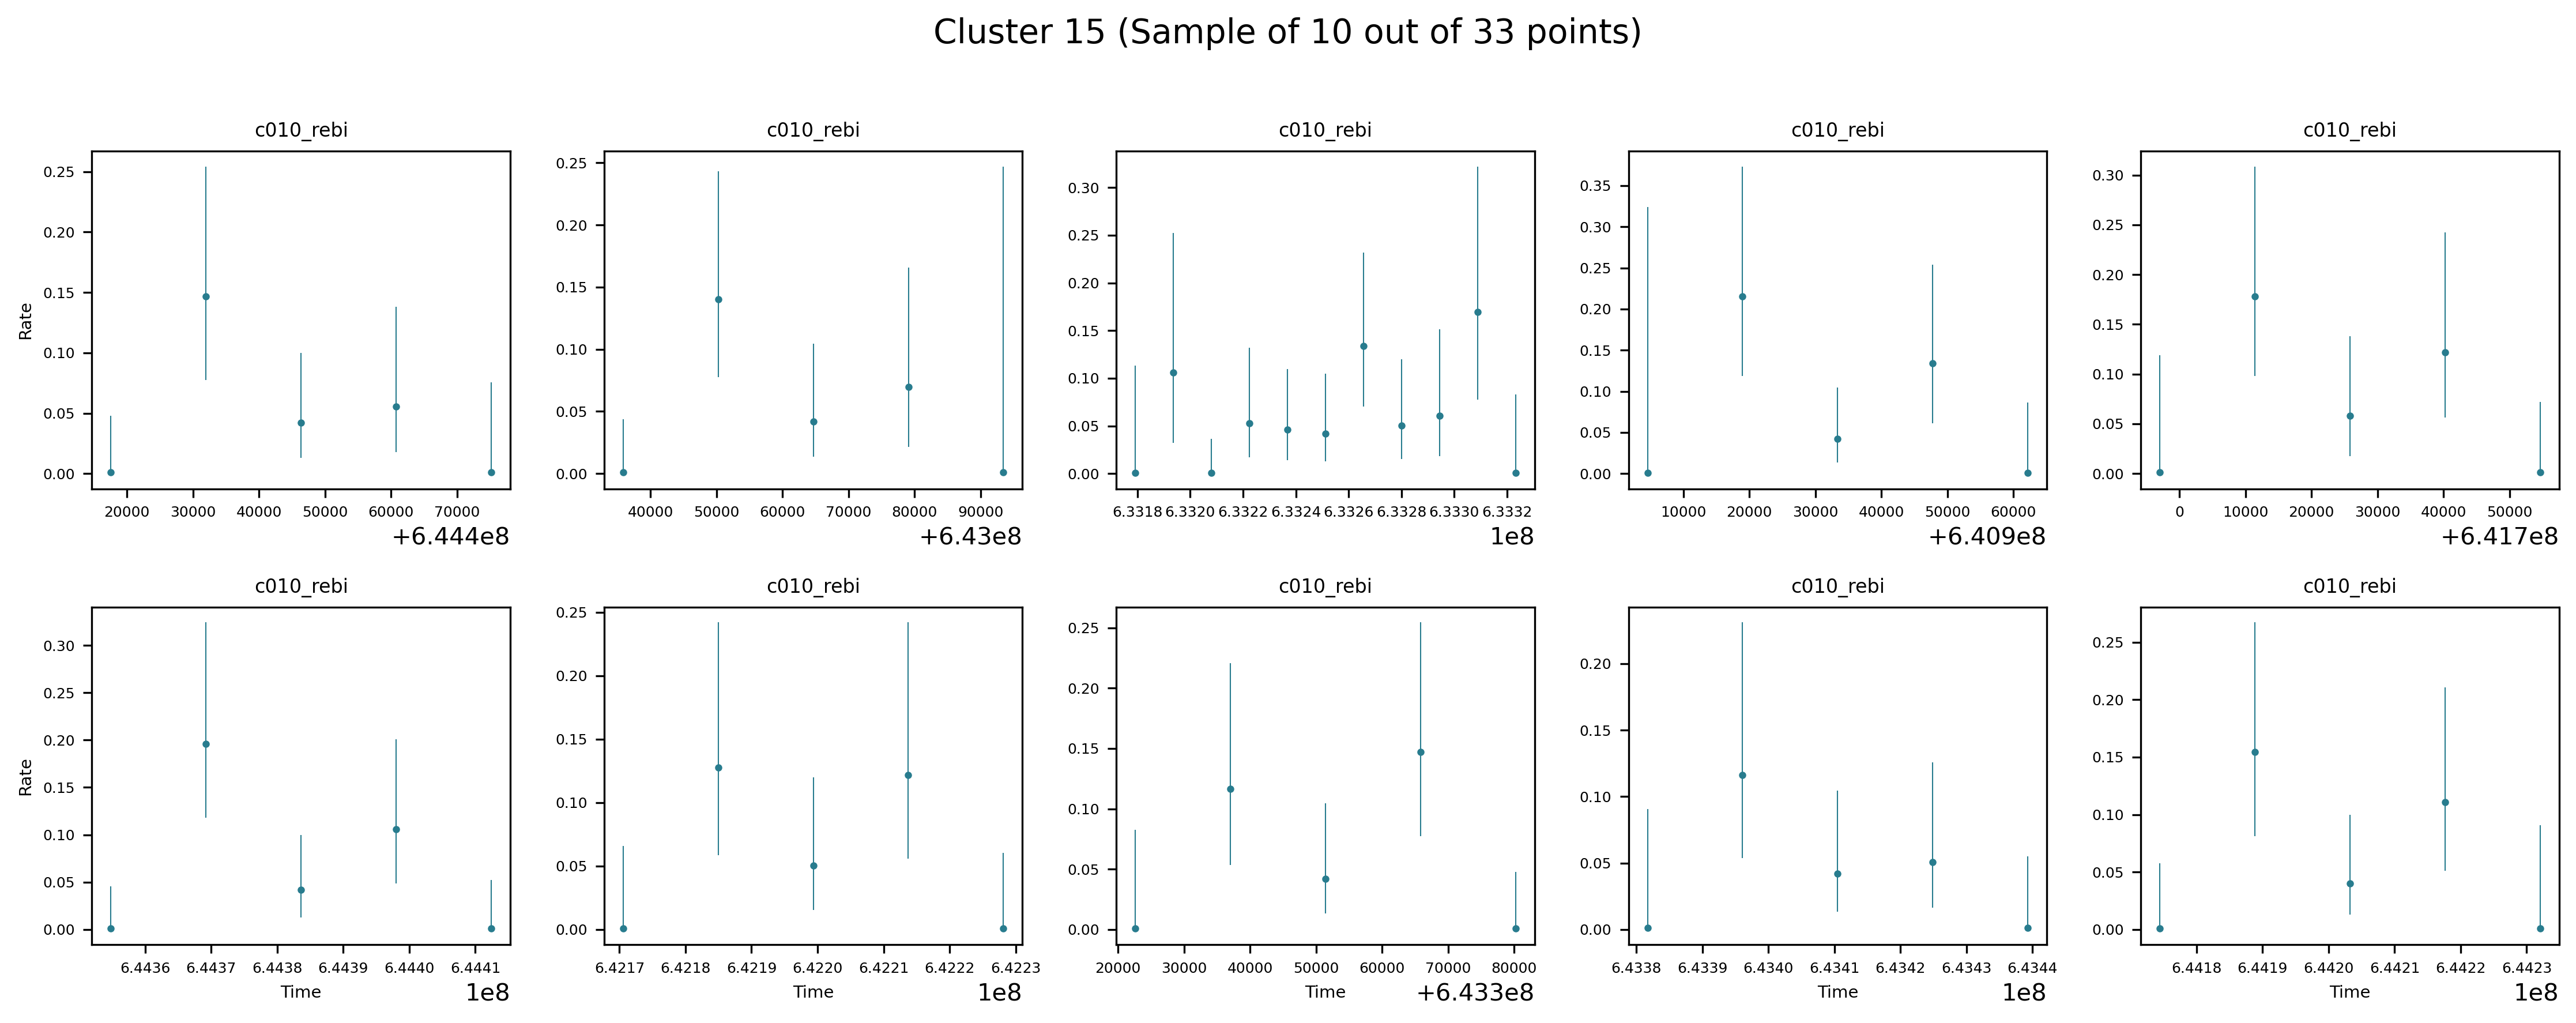 Cluster 15 (Sample of 10 out of 33 points)
c010_rebi c010_rebi c010_rebi c010_rebi c010_rebi
Rate
0.25 0.20 0.15 0.10 0.05 0.00
20000 30000 40000 50000 60000 70000
+6.444e8
0.25 0.20 0.15 0.10 0.05 0.00
40000 50000 60000 70000 80000 90000
+6.43e8
0.30 0.25 0.20 0.15 0.10 0.05 0.00
6.3318 6.3320 6.3322 6.3324 6.3326 6.3328 6.3330 6.3332
1e8
0.35 0.30 0.25 0.20 0.15 0.10 0.05 0.00
10000 20000 30000 40000 50000 60000
+6.409e8
0.30 0.25 0.20 0.15 0.10 0.05 0.00
0 10000 20000 30000 40000 50000
+6.417e8
c010_rebi c010_rebi c010_rebi c010_rebi c010_rebi
Rate
0.30 0.25 0.20 0.15 0.10 0.05 0.00
6.4436 6.4437 6.4438 6.4439 6.4440 6.4441
Time 1e8
0.25 0.20 0.15 0.10 0.05 0.00
6.4217 6.4218 6.4219 6.4220 6.4221 6.4222 6.4223
Time 1e8
0.25 0.20 0.15 0.10 0.05 0.00
20000 30000 40000 50000 60000 70000 80000
Time +6.433e8
0.20 0.15 0.10 0.05 0.00
6.4338 6.4339 6.4340 6.4341 6.4342 6.4343 6.4344
Time 1e8
0.25 0.20 0.15 0.10 0.05 0.00
6.4418 6.4419 6.4420 6.4421 6.4422 6.4423
Time 1e8